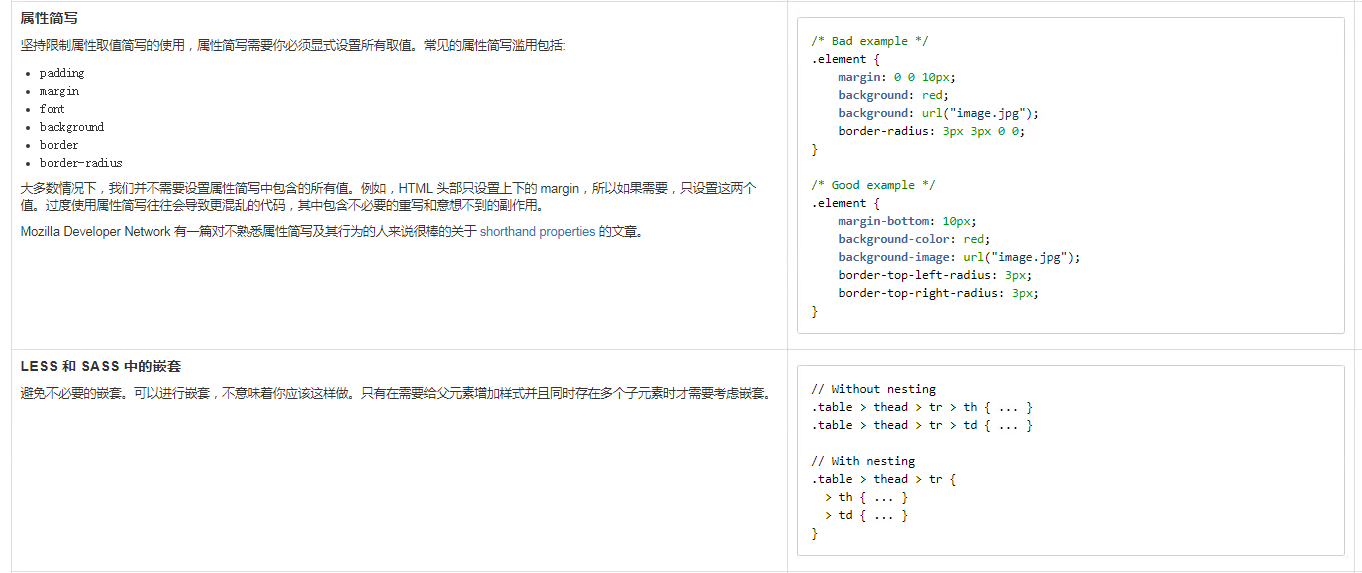 属性简写
坚持限制属性取值简写的使用，属性简写需要你必须显式设置所有取值。常见的属性简写滥用包括:
padding
margin
font
background
border
border-radius
大多数情况下，我们并不需要设置属性简写中包含的所有值。例如，HTML 头部只设置上下的 margin，所以如果需要，只设置这两个
值。过度使用属性简写往往会导致更混乱的代码，其中包含不必要的重写和意想不到的副作用。
Mozilla Developer Network 有一篇对不熟悉属性简写及其行为的人来说很棒的关于 shorthand properties 的文章。
/* Bad example */
.element {
margin: 0 0 10px;
background: red;
background: url("image.jpg");
border-radius: 3px 3px 0 0;
}
/* Good example */
.element {
margin-bottom: 10px;
background-color: red;
background-image: url("image.jpg");
border-top-left-radius: 3px;
border-top-right-radius: 3px;
}
LESS 和 SASS 中的嵌套
避免不必要的嵌套。可以进行嵌套，不意味着你应该这样做。只有在需要给父元素增加样式并且同时存在多个子元素时才需要考虑嵌套。
// Without nesting
.table > thead > tr > th { ... }
.table > thead > tr > td { ... }
// With nesting
.table > thead > tr {
> th { ... }
> td { ... }
}